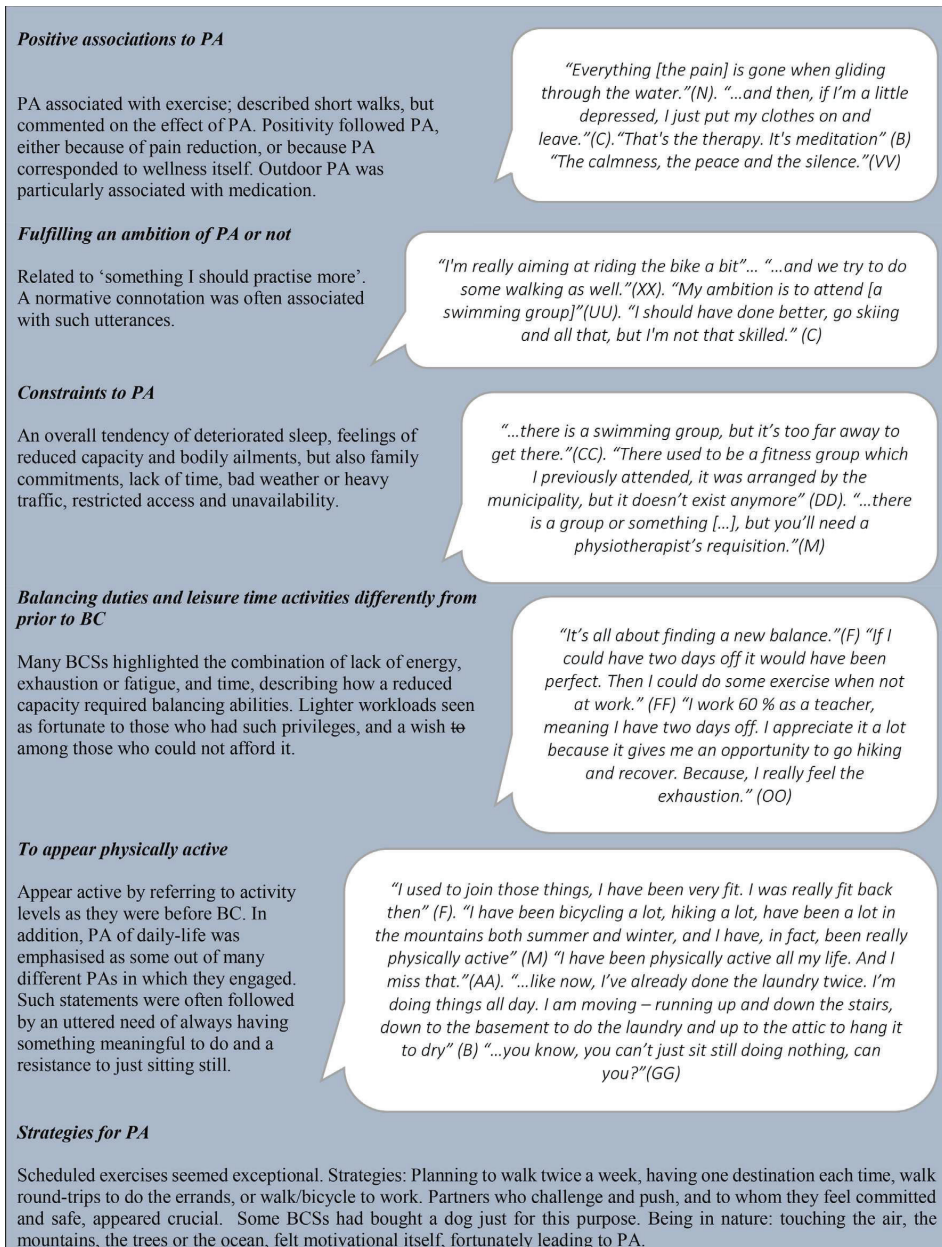 Positive associations to PA
PA associated with exercise; described short walks, but
commented on the effect of PA. Positivity followed PA,
either because of pain reduction, or because PA
corresponded to wellness itself. Outdoor PA was
particularly associated with medication.
“Everything [the pain] is gone when gliding
through the water.”(N). “…and then, if I’m a little
depressed, I just put my clothes on and
leave.”(C).“That's the therapy. It's meditation” (B)
“The calmness, the peace and the silence.”(VV)
Fulfilling an ambition of PA or not
Related to ‘something I should practise more’.
A normative connotation was often associated
with such utterances.
“I'm really aiming at riding the bike a bit”… “…and we try to do
some walking as well.”(XX). “My ambition is to attend [a
swimming group]”(UU). “I should have done better, go skiing
and all that, but I'm not that skilled.” (C)
Constraints to PA
An overall tendency of deteriorated sleep, feelings of
reduced capacity and bodily ailments, but also family
commitments, lack of time, bad weather or heavy
traffic, restricted access and unavailability.
“…there is a swimming group, but it’s too far away to
get there.”(CC). “There used to be a fitness group which
I previously attended, it was arranged by the
municipality, but it doesn’t exist anymore” (DD). “…there
is a group or something […], but you’ll need a
physiotherapist’s requisition.”(M)
Balancing duties and leisure time activities differently from
prior to BC
Many BCSs highlighted the combination of lack of energy,
exhaustion or fatigue, and time, describing how a reduced
capacity required balancing abilities. Lighter workloads seen
as fortunate to those who had such privileges, and a wish to
among those who could not afford it.
“It’s all about finding a new balance.”(F) “If I
could have two days off it would have been
perfect. Then I could do some exercise when not
at work.” (FF) “I work 60 % as a teacher,
meaning I have two days off. I appreciate it a lot
because it gives me an opportunity to go hiking
and recover. Because, I really feel the
exhaustion.” (OO)
To appear physically active
Appear active by referring to activity
levels as they were before BC. In
addition, PA of daily-life was
emphasised as some out of many
different PAs in which they engaged.
Such statements were often followed
by an uttered need of always having
something meaningful to do and a
resistance to just sitting still.
“I used to join those things, I have been very fit. I was really fit back
then” (F). “I have been bicycling a lot, hiking a lot, have been a lot in
the mountains both summer and winter, and I have, in fact, been really
physically active” (M) “I have been physically active all my life. And I
miss that.”(AA). “…like now, I’ve already done the laundry twice. I’m
doing things all day. I am moving – running up and down the stairs,
down to the basement to do the laundry and up to the attic to hang it
to dry” (B) “…you know, you can’t just sit still doing nothing, can
you?”(GG)
Strategies for PA
Scheduled exercises seemed exceptional. Strategies: Planning to walk twice a week, having one destination each time, walk
round-trips to do the errands, or walk/bicycle to work. Partners who challenge and push, and to whom they feel committed
and safe, appeared crucial. Some BCSs had bought a dog just for this purpose. Being in nature: touching the air, the
mountains, the trees or the ocean, felt motivational itself, fortunately leading to PA.